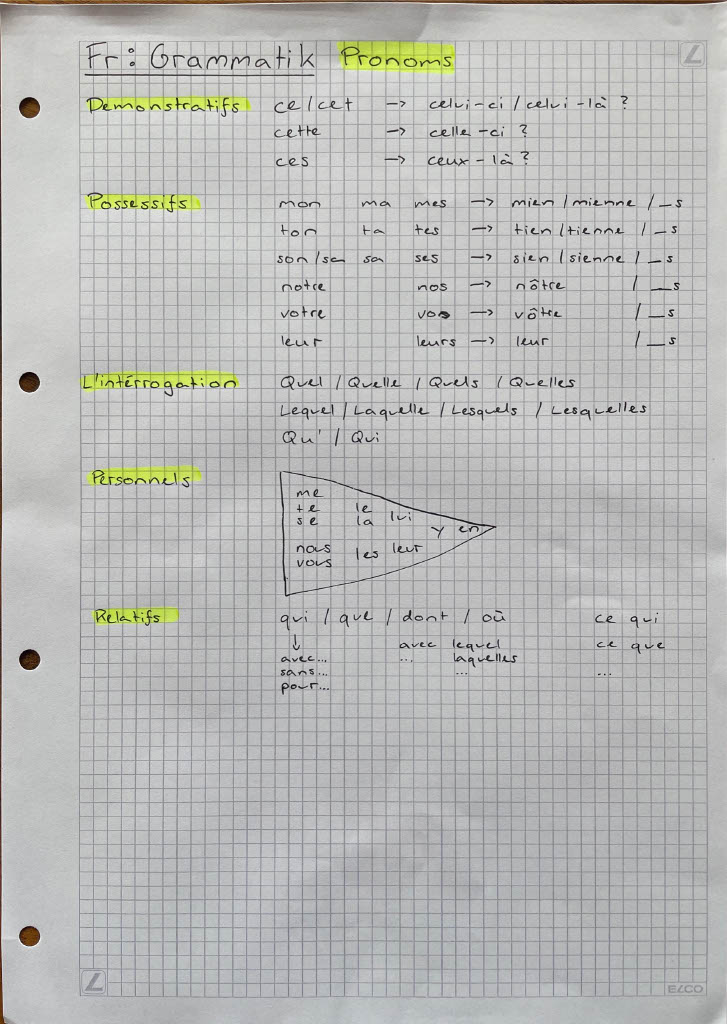 Fr: Grammatik Pronoms
Demonstratifs ce/cet -> celui-ci / celui-là ?
cette -> celle-ci ?
ces -> ceux-là ?
Possessifs mon ma mes -> mien / mienne / _s
ton ta tes -> tien / tienne / _s
son/sa sa ses -> sien / sienne / _s
notre nos -> nôtre / _s
votre vos -> vôtre / _s
leur leurs -> leur / _s
L'intérrogation Quel / Quelle / Quels / Quelles
Lequel / Laquelle / Lesquels / Lesquelles
Qu' / Qui
Personnels
me
te le
se la lui
y en
nous les leur
vous
Relatifs qui / que / dont / où ce qui
↓ avec lequel ce que
avec... ... laquelles
sans... ... ...
pour...
ELCO